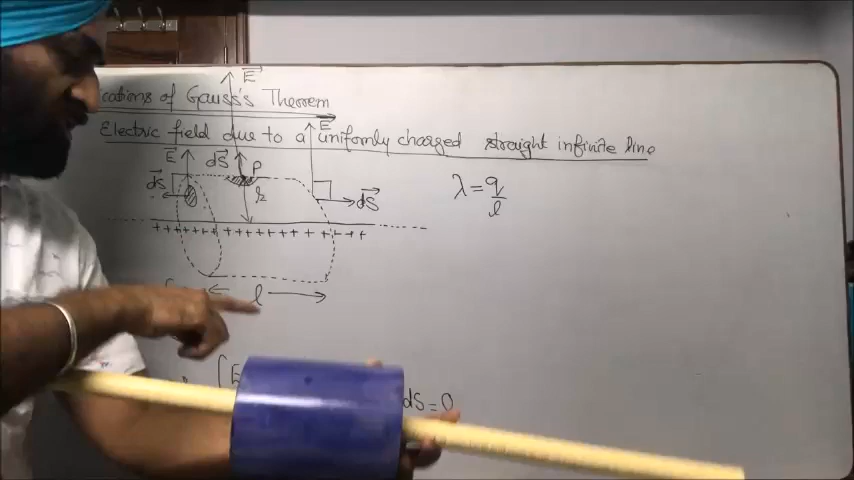 cations of Gauss's Theorem
Electric field due to a uniformly charged straight infinite line
E
E
E
dS
dS
P
r
dS
λ = q/l
+ + + + + + + + + + + + + + + + + + + +
l
∫ E
dS = 0